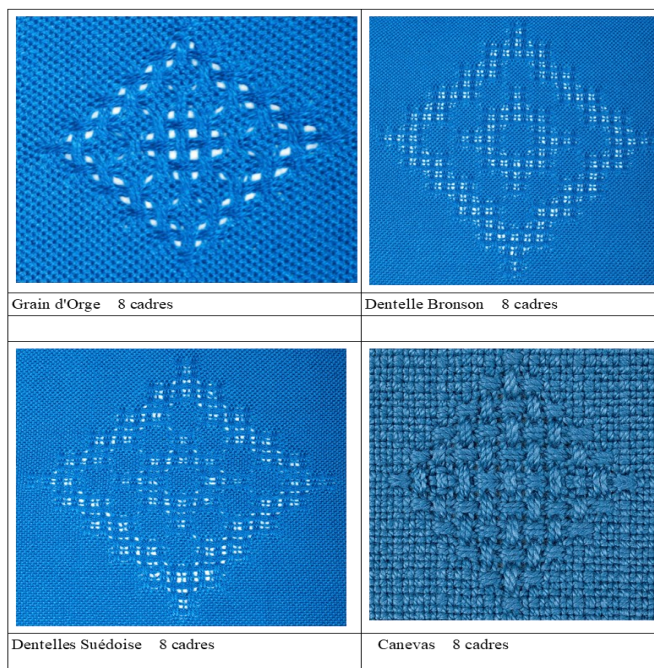 Grain d'Orge 8 cadres
Dentelle Bronson 8 cadres
Dentelles Suédoise 8 cadres
Canevas 8 cadres